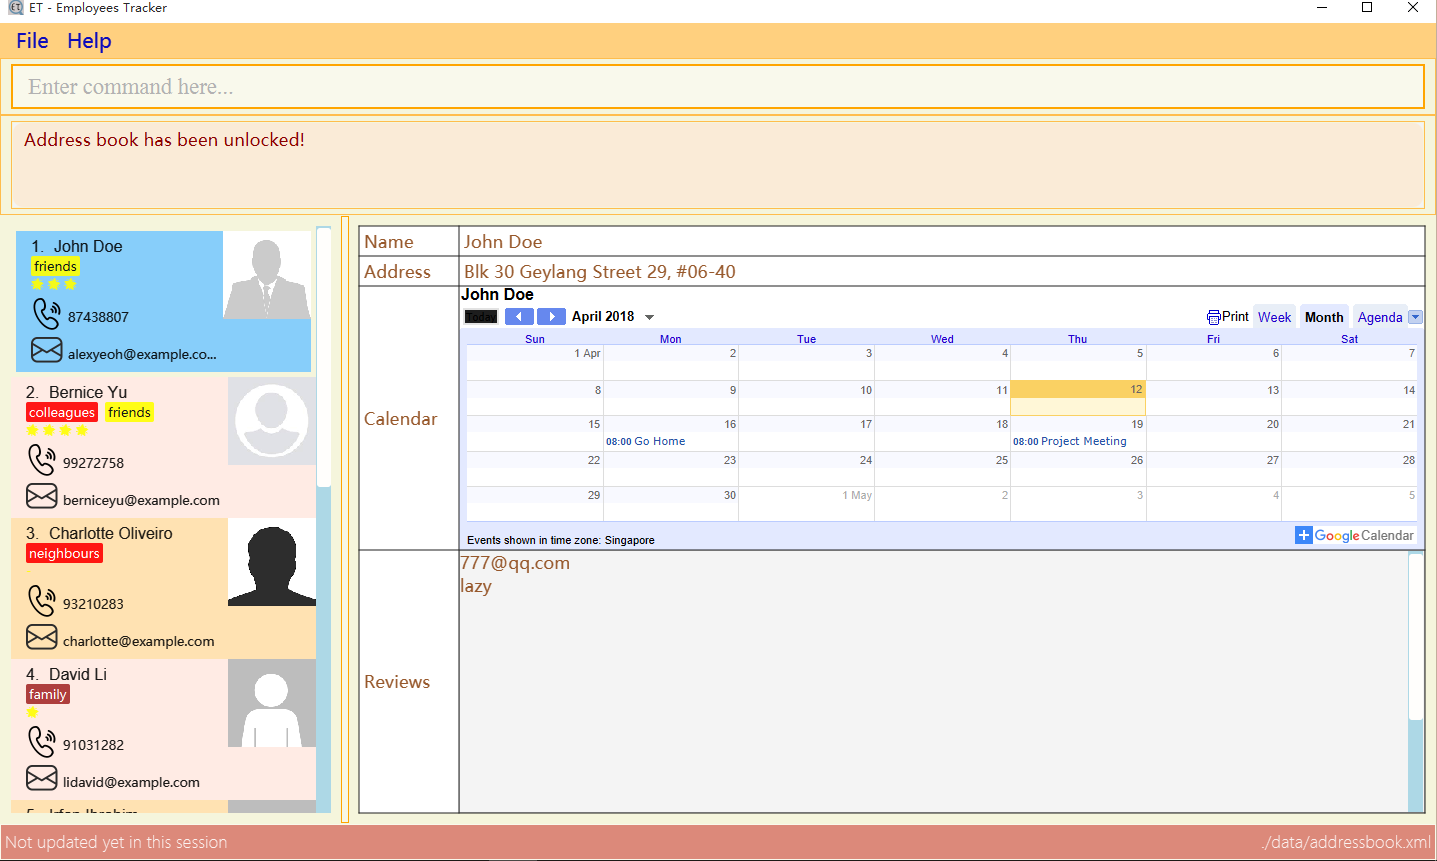 ET - Employees Tracker
File Help
Enter command here...
Address book has been unlocked!
1. John Doe
friends
87438807
alexyeoh@example.co...
2. Bernice Yu
colleagues friends
99272758
berniceyu@example.com
3. Charlotte Oliveiro
neighbours
93210283
charlotte@example.com
4. David Li
family
91031282
lidavid@example.com
5. Irfan Ibrahim
Name John Doe
Address Blk 30 Geylang Street 29, #06-40
Calendar
John Doe
Today April 2018 Print Week Month Agenda
Sun Mon Tue Wed Thu Fri Sat
1 Apr 2 3 4 5 6 7
8 9 10 11 12 13 14
15 16 17 18 19 20 21
08:00 Go Home 08:00 Project Meeting
22 23 24 25 26 27 28
29 30 1 May 2 3 4 5
Events shown in time zone: Singapore
Google Calendar
Reviews
777@qq.com
lazy
Not updated yet in this session ./data/addressbook.xml